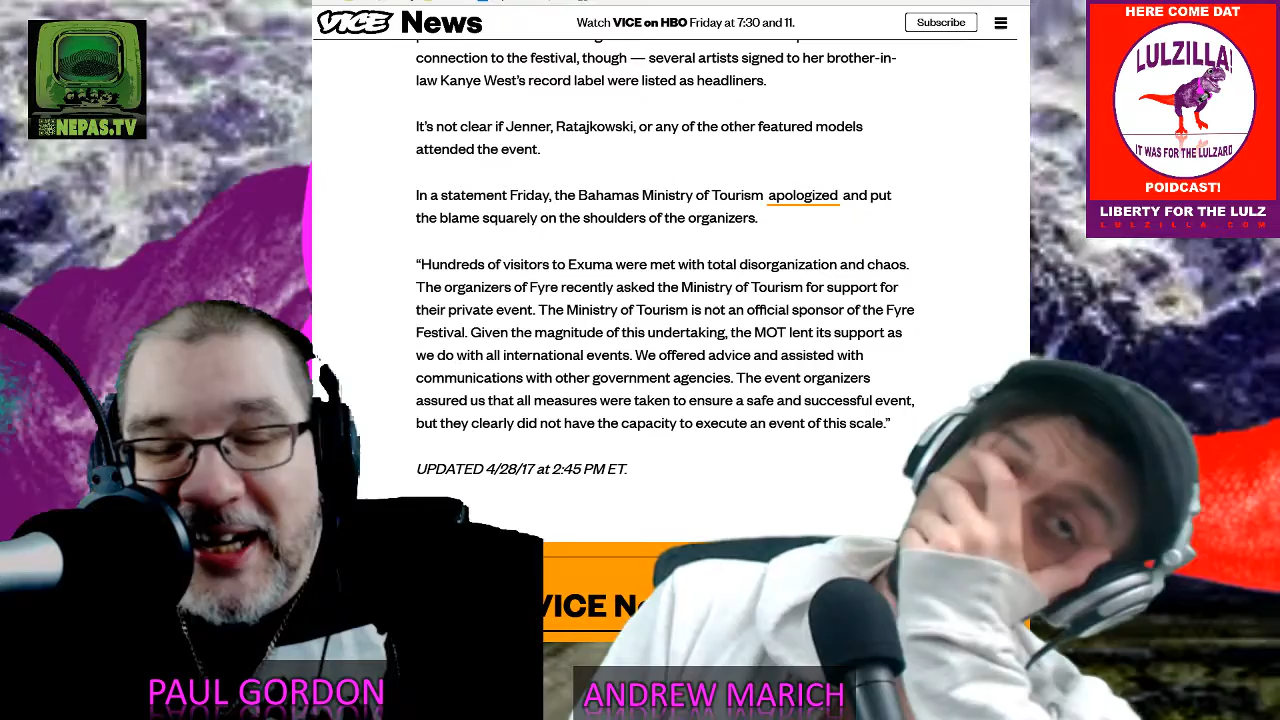 VICE News
Watch VICE on HBO Friday at 7:30 and 11.
Subscribe
connection to the festival, though — several artists signed to her brother-in-
law Kanye West's record label were listed as headliners.
It's not clear if Jenner, Ratajkowski, or any of the other featured models
attended the event.
In a statement Friday, the Bahamas Ministry of Tourism apologized and put
the blame squarely on the shoulders of the organizers.
“Hundreds of visitors to Exuma were met with total disorganization and chaos.
The organizers of Fyre recently asked the Ministry of Tourism for support for
their private event. The Ministry of Tourism is not an official sponsor of the Fyre
Festival. Given the magnitude of this undertaking, the MOT lent its support as
we do with all international events. We offered advice and assisted with
communications with other government agencies. The event organizers
assured us that all measures were taken to ensure a safe and successful event,
but they clearly did not have the capacity to execute an event of this scale.”
UPDATED 4/28/17 at 2:45 PM ET.
VICE N
NEPAS.TV
HERE COME DAT
LULZILLA!
IT WAS FOR THE LULZARD
POIDCAST!
LIBERTY FOR THE LULZ
LULZILLA.COM
PAUL GORDON
ANDREW MARICH